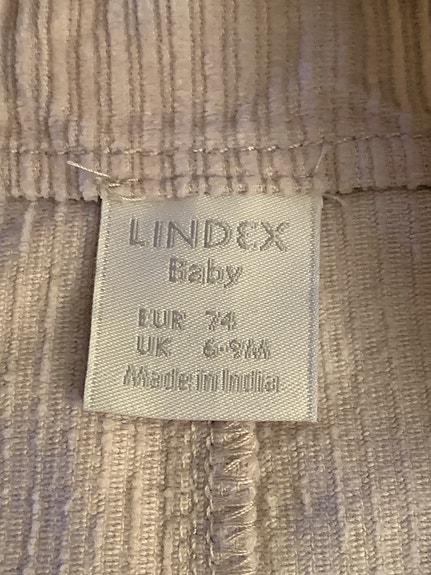 LINDEX
Baby
EUR 74
UK 6-9M
Made in India